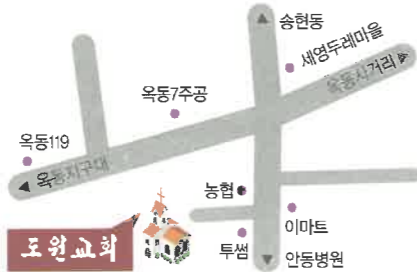 송현동
세영두레마을
옥동사거리
옥동7주공
옥동119
옥동지구대
농협
이마트
투썸
안동병원
도원교회